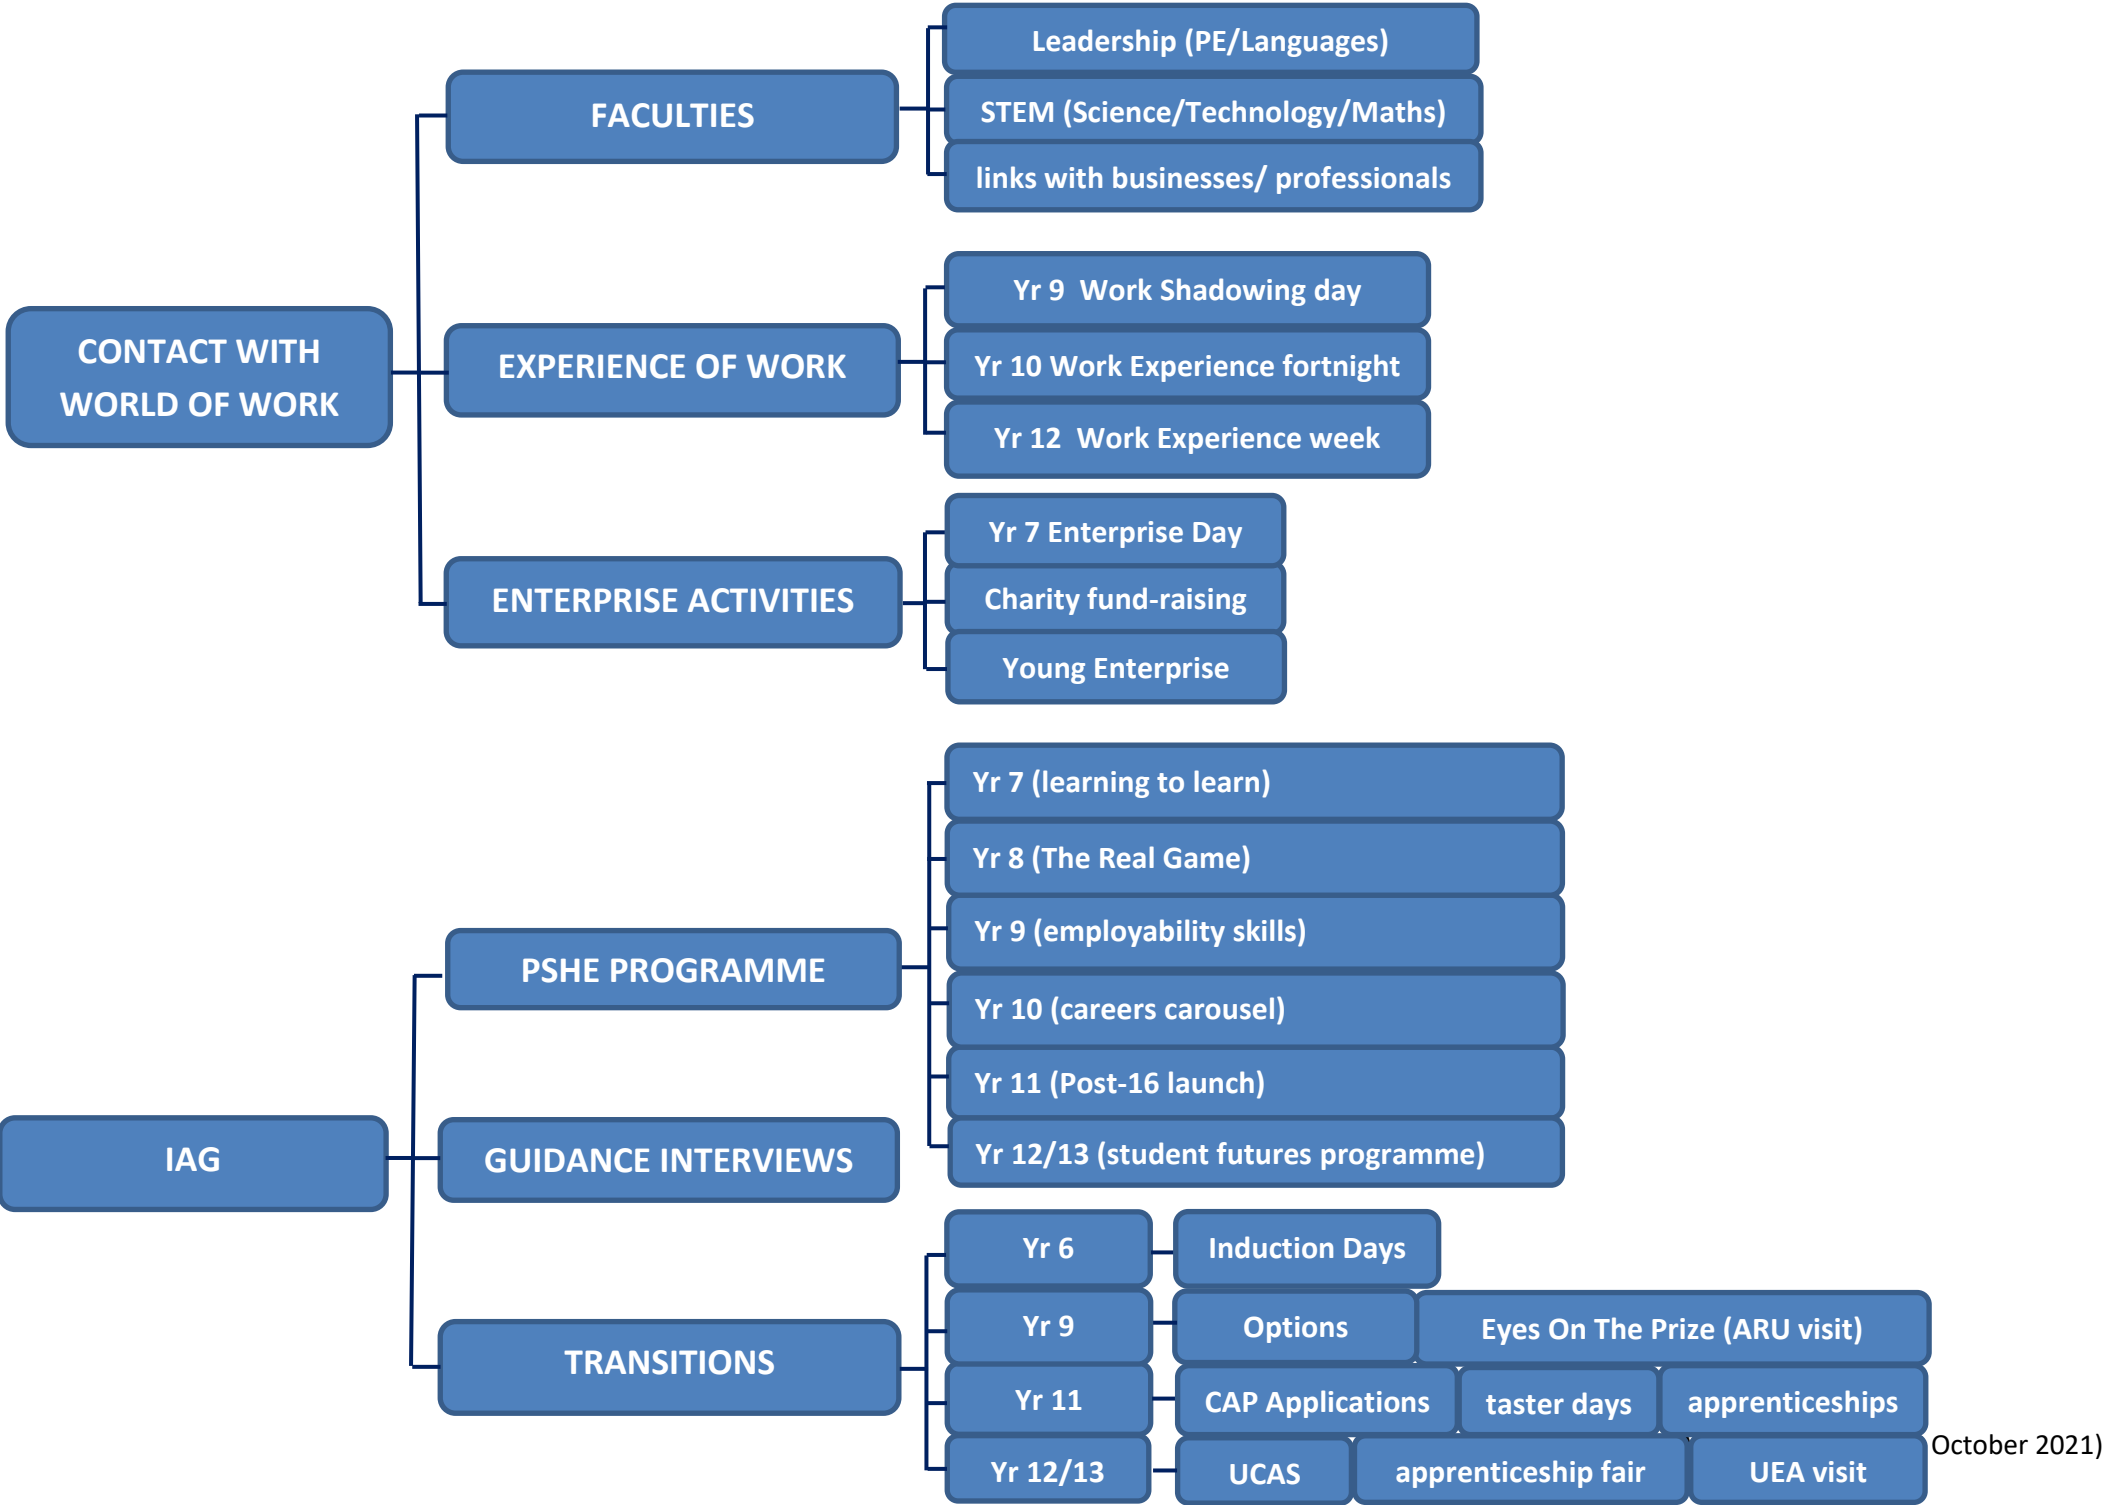 Leadership (PE/Languages)
FACULTIES
STEM (Science/Technology/Maths)
links with businesses/ professionals
CONTACT WITH
WORLD OF WORK
Yr 9  Work Shadowing day
EXPERIENCE OF WORK
Yr 10 Work Experience fortnight
Yr 12  Work Experience week
Yr 7 Enterprise Day
ENTERPRISE ACTIVITIES
Charity fund-raising
Young Enterprise
Yr 7 (learning to learn)
Yr 8 (The Real Game)
Yr 9 (employability skills)
PSHE PROGRAMME
Yr 10 (careers carousel)
Yr 11 (Post-16 launch)
Yr 12/13 (student futures programme)
IAG
GUIDANCE INTERVIEWS
TRANSITIONS
Yr 6
Induction Days
Yr 9
Options
Eyes On The Prize (ARU visit)
Yr 11
CAP Applications
taster days
apprenticeships
Yr 12/13
UCAS
apprenticeship fair
UEA visit
October 2021)